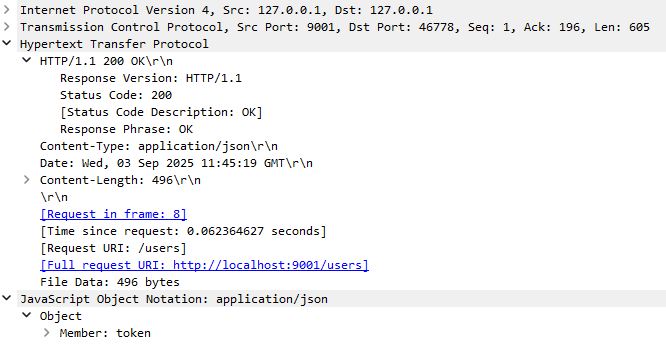 Internet Protocol Version 4, Src: 127.0.0.1, Dst: 127.0.0.1
Transmission Control Protocol, Src Port: 9001, Dst Port: 46778, Seq: 1, Ack: 196, Len: 605
Hypertext Transfer Protocol
HTTP/1.1 200 OK\r\n
Response Version: HTTP/1.1
Status Code: 200
[Status Code Description: OK]
Response Phrase: OK
Content-Type: application/json\r\n
Date: Wed, 03 Sep 2025 11:45:19 GMT\r\n
Content-Length: 496\r\n
\r\n
[Request in frame: 8]
[Time since request: 0.062364627 seconds]
[Request URI: /users]
[Full request URI: http://localhost:9001/users]
File Data: 496 bytes
JavaScript Object Notation: application/json
Object
Member: token